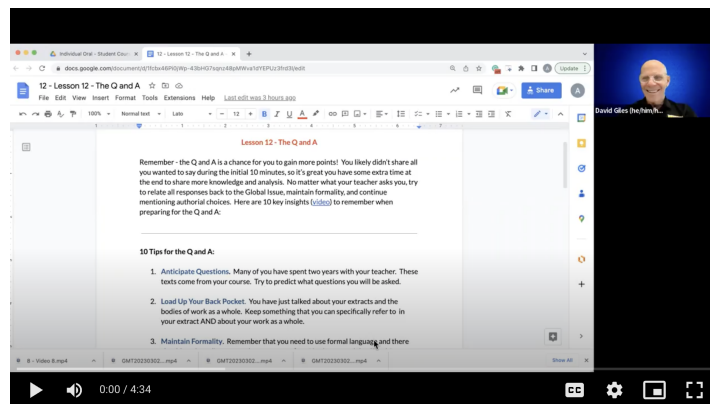 Individual Oral - Student Cours
12 - Lesson 12 - The Q and A
docs.google.com/document/d/1fcbx46PI0jWp-43bHG7sqnz48pMWva1dYEPUz3frd3I/edit
Update
12 - Lesson 12 - The Q and A
File Edit View Insert Format Tools Extensions Help Last edit was 3 hours ago
Share
A
100% Normal text Lato 12 B I U A
David Giles (he/him/h...
Lesson 12 - The Q and A
Remember - the Q and A is a chance for you to gain more points! You likely didn't share all
you wanted to say during the initial 10 minutes, so it's great you have some extra time at
the end to share more knowledge and analysis. No matter what your teacher asks you, try
to relate all responses back to the Global Issue, maintain formality, and continue
mentioning authorial choices. Here are 10 key insights (video) to remember when
preparing for the Q and A:
10 Tips for the Q and A:
1. Anticipate Questions. Many of you have spent two years with your teacher. These
texts come from your course. Try to predict what questions you will be asked.
2. Load Up Your Back Pocket. You have just talked about your extracts and the
bodies of work as a whole. Keep something that you can specifically refer to in
your extract AND about your work as a whole.
3. Maintain Formality. Remember that you need to use formal language and there
8 - Video 8.mp4
GMT20230302....mp4
GMT20230302....mp4
GMT20230302....mp4
Show All
0:00 / 4:34
CC